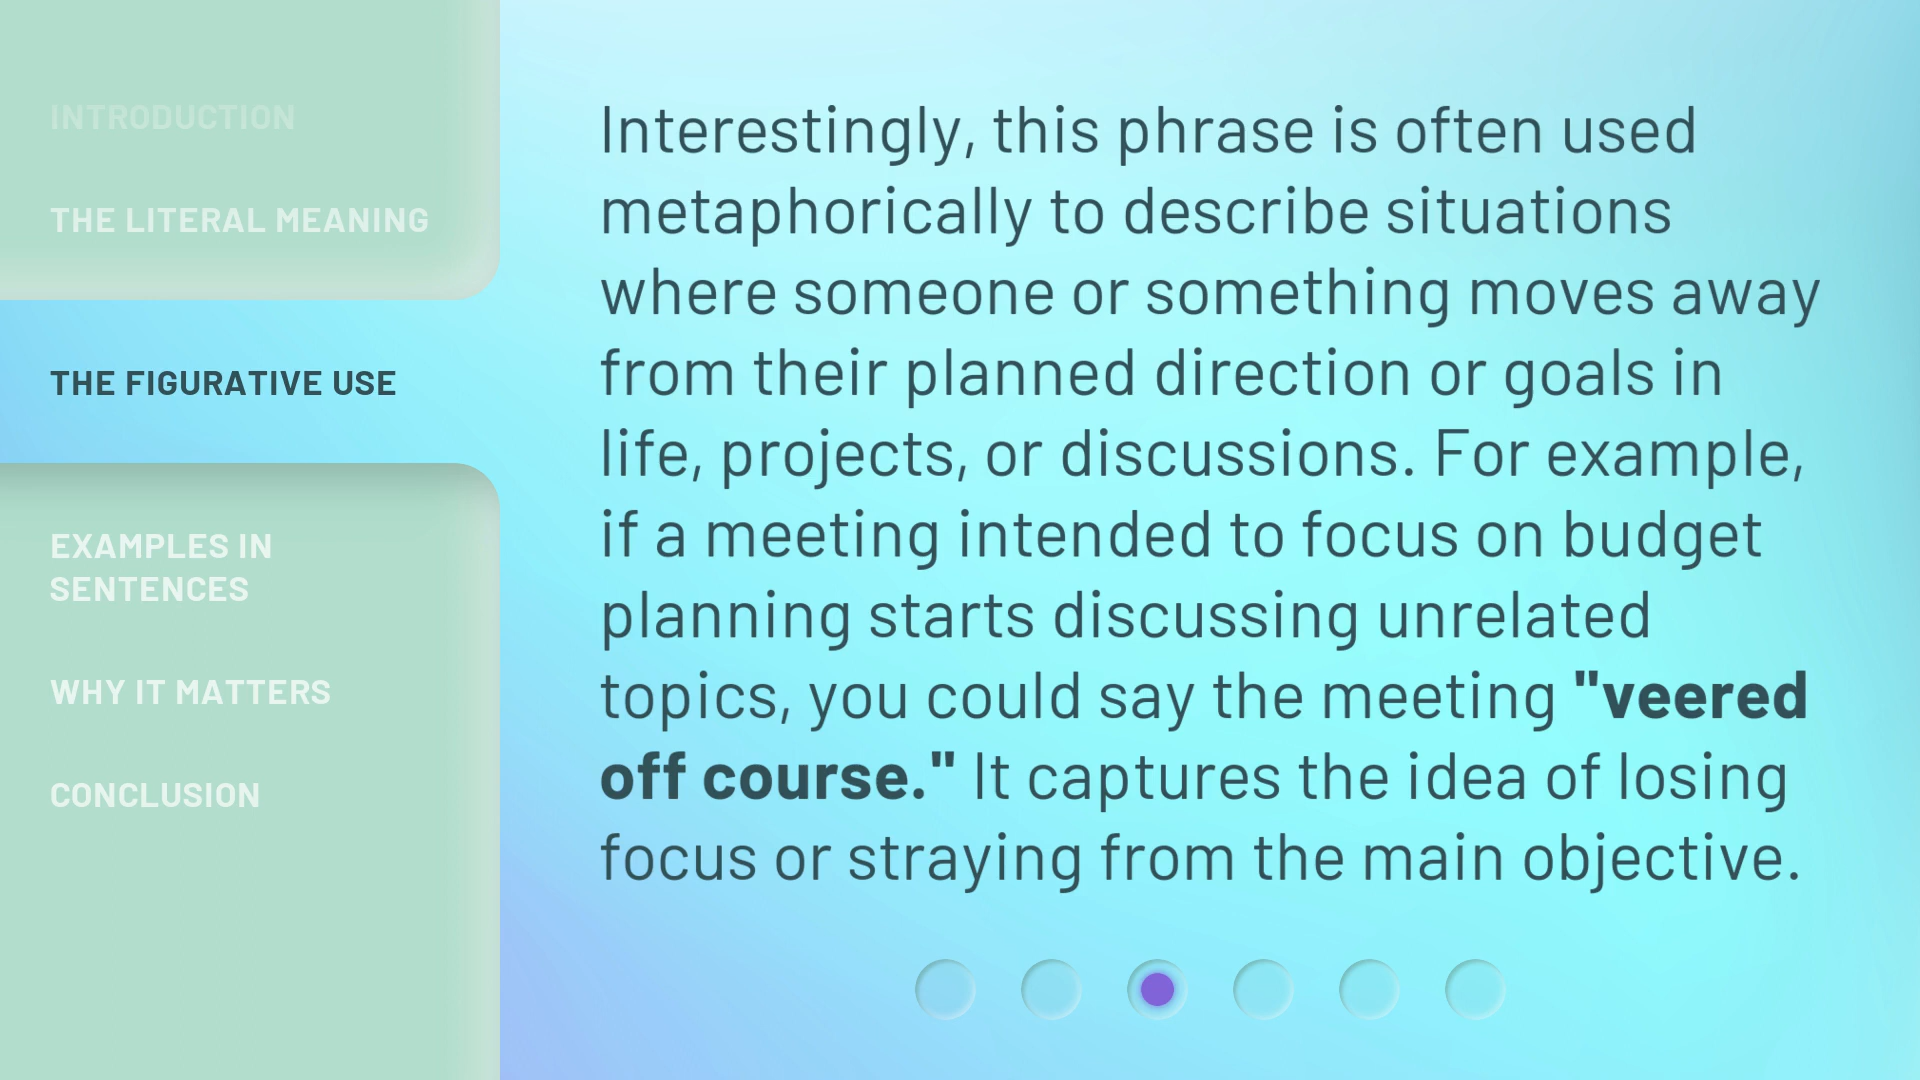 INTRODUCTION
THE LITERAL MEANING
THE FIGURATIVE USE
EXAMPLES IN
SENTENCES
WHY IT MATTERS
CONCLUSION
Interestingly, this phrase is often used
metaphorically to describe situations
where someone or something moves away
from their planned direction or goals in
life, projects, or discussions. For example,
if a meeting intended to focus on budget
planning starts discussing unrelated
topics, you could say the meeting "veered
off course." It captures the idea of losing
focus or straying from the main objective.